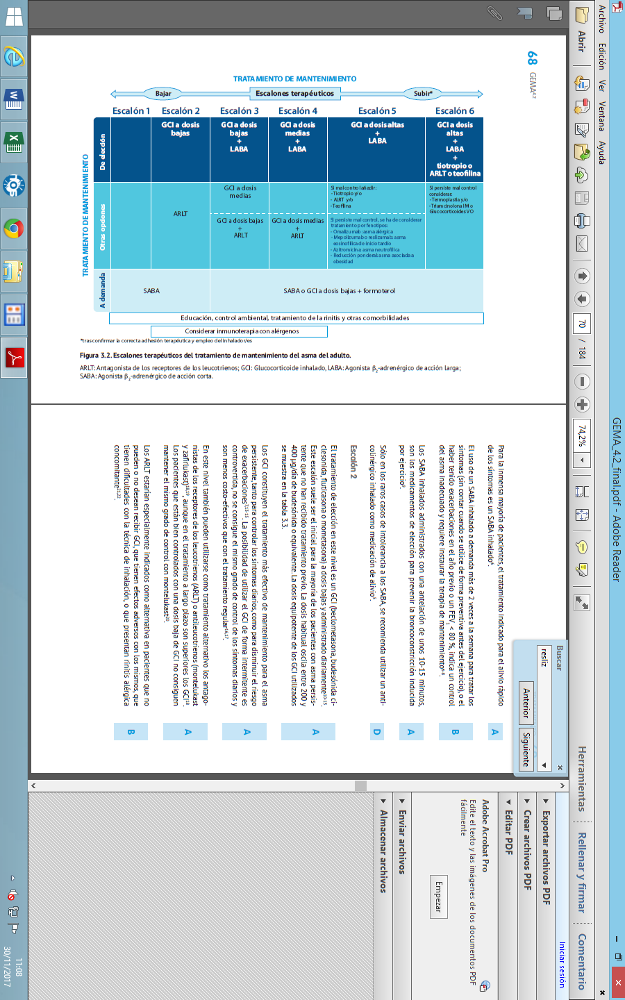 GEMA_4.2_final.pdf - Adobe Reader
Archivo Edición Ver Ventana Ayuda
Abrir
70 / 184
74,2%
Herramientas
Rellenar y firmar
Comentario
Buscar
resliz
Anterior
Siguiente
Iniciar sesión
Exportar archivos PDF
Crear archivos PDF
Editar PDF
Adobe Acrobat Pro
Edite el texto y las imágenes de los documentos PDF
fácilmente
Empezar
Enviar archivos
Almacenar archivos
68 GEMA4.2
TRATAMIENTO DE MANTENIMIENTO
Bajar
Escalones terapéuticos
Subir*
Escalón 1
Escalón 2
Escalón 3
Escalón 4
Escalón 5
Escalón 6
TRATAMIENTO DE MANTENIMIENTO
De elección
GCI a dosis
bajas
GCI a dosis
bajas
+
LABA
GCI a dosis
medias
+
LABA
GCI a dosis altas
+
LABA
GCI a dosis
altas
+
LABA
+
tiotropio o
ARLT o teofilina
Otras opciones
ARLT
GCI a dosis
medias
GCI a dosis bajas
+
ARLT
GCI a dosis medias
+
ARLT
Si mal control añadir:
- Tiotropio y/o
- ALRT y/o
- Teofilina
Si persiste mal control, se ha de considerar
tratamiento por fenotipos:
- Omalizumab: asma alérgica
- Mepolizumab o reslizumab: asma
eosinofílica de inicio tardío
- Azitromicina: asma neutrofílica
- Reducción ponderal: asma asociada a
obesidad
Si persiste mal control
considerar:
- Termoplastia y/o
- Triamcinolona IM o
Glucocorticoides VO
A demanda
SABA
SABA o GCI a dosis bajas + formoterol
Educación, control ambiental, tratamiento de la rinitis y otras comorbilidades
Considerar inmunoterapia con alérgenos
*tras confirmar la correcta adhesión terapéutica y empleo del inhalador/es
Figura 3.2. Escalones terapéuticos del tratamiento de mantenimiento del asma del adulto.
ARLT: Antagonista de los receptores de los leucotrienos; GCI: Glucocorticoide inhalado, LABA: Agonista β2-adrenérgico de acción larga;
SABA: Agonista β2-adrenérgico de acción corta.
Para la inmensa mayoría de pacientes, el tratamiento indicado para el alivio rápido
de los síntomas es un SABA inhalado6.
A
El uso de un SABA inhalado a demanda más de 2 veces a la semana para tratar los
síntomas (sin contar cuando se utilice de forma preventiva antes del ejercicio), o el
haber tenido exacerbaciones en el año previo o un FEV1 < 80 %, indica un control
del asma inadecuado y requiere instaurar la terapia de mantenimiento6-8.
B
Los SABA inhalados administrados con una antelación de unos 10-15 minutos,
son los medicamentos de elección para prevenir la broncoconstricción inducida
por ejercicio9.
A
Sólo en los raros casos de intolerancia a los SABA, se recomienda utilizar un anti-
colinérgico inhalado como medicación de alivio5.
D
Escalón 2
El tratamiento de elección en este nivel es un GCI (beclometasona, budesónida ci-
clesonida, fluticasona o mometasona) a dosis bajas y administrado diariamente10-13.
Este escalón suele ser el inicial para la mayoría de los pacientes con asma persis-
tente que no han recibido tratamiento previo. La dosis habitual oscila entre 200 y
400 µg/día de budesónida o equivalente. La dosis equipotente de los GCI utilizados
se muestra en la tabla 3.3.
A
Los GCI constituyen el tratamiento más efectivo de mantenimiento para el asma
persistente, tanto para controlar los síntomas diarios, como para disminuir el riesgo
de exacerbaciones7,13-15. La posibilidad de utilizar el GCI de forma intermitente es
controvertida, no se consigue el mismo grado de control de los síntomas diarios y
son menos costo-efectivos que con el tratamiento regular16,17.
A
En este nivel también pueden utilizarse como tratamiento alternativo los antago-
nistas de los receptores de los leucotrienos (ARLT) o antileucotrienos (montelukast
y zafirlukast)18,19, aunque en el tratamiento a largo plazo son superiores los GCI18.
Los pacientes que están bien controlados con una dosis baja de GCI no consiguen
mantener el mismo grado de control con montelukast20.
A
Los ARLT estarían especialmente indicados como alternativa en pacientes que no
pueden o no desean recibir GCI, que tienen efectos adversos con los mismos, que
tienen dificultades con la técnica de inhalación, o que presentan rinitis alérgica
concomitante21,22.
B
11:08
30/11/2017